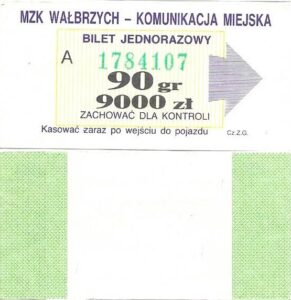 MZK WAŁBRZYCH – KOMUNIKACJA MIEJSKA
BILET JEDNORAZOWY
A 1784107
90 gr
9000 zł
ZACHOWAĆ DLA KONTROLI
Kasować zaraz po wejściu do pojazdu Cz.Z.G.